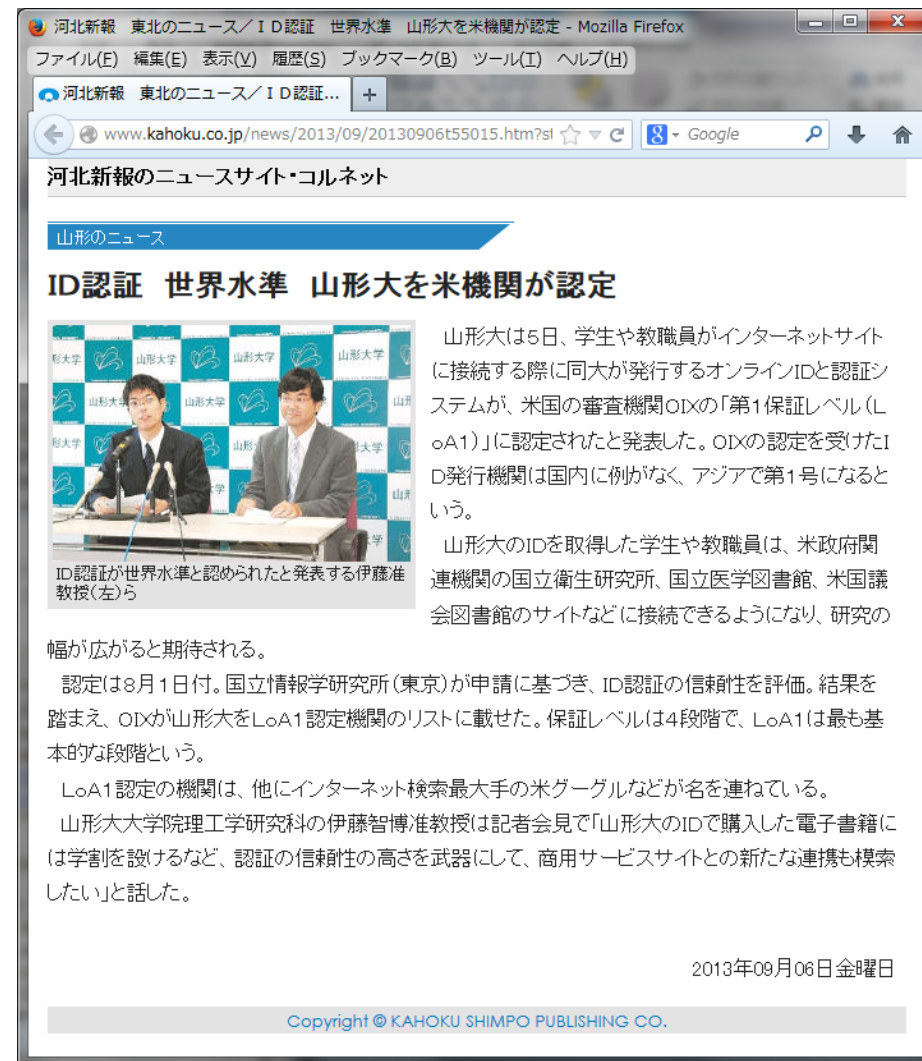 河北新報 東北のニュース／ＩＤ認証 世界水準 山形大を米機関が認定 - Mozilla Firefox
ファイル(F) 編集(E) 表示(V) 履歴(S) ブックマーク(B) ツール(T) ヘルプ(H)
河北新報 東北のニュース／ＩＤ認証... +
www.kahoku.co.jp/news/2013/09/20130906t55015.htm?st Google
河北新報のニュースサイト・コルネット
山形のニュース
ID認証 世界水準 山形大を米機関が認定
山形大学 山形大学 山形大学
山形大学 山形大学
ID認証が世界水準と認められたと発表する伊藤准
教授（左）ら
山形大は5日、学生や教職員がインターネットサイト
に接続する際に同大が発行するオンラインIDと認証シ
ステムが、米国の審査機関OIXの「第1保証レベル（L
oA1）」に認定されたと発表した。OIXの認定を受けたI
D発行機関は国内に例がなく、アジアで第1号になると
いう。
山形大のIDを取得した学生や教職員は、米政府関
連機関の国立衛生研究所、国立医学図書館、米国議
会図書館のサイトなどに接続できるようになり、研究の
幅が広がると期待される。
認定は8月1日付。国立情報学研究所（東京）が申請に基づき、ID認証の信頼性を評価。結果を
踏まえ、OIXが山形大をLoA1認定機関のリストに載せた。保証レベルは4段階で、LoA1は最も基
本的な段階という。
LoA1認定の機関は、他にインターネット検索最大手の米グーグルなどが名を連ねている。
山形大大学院理工学研究科の伊藤智博准教授は記者会見で「山形大のIDで購入した電子書籍に
は学割を設けるなど、認証の信頼性の高さを武器にして、商用サービスサイトとの新たな連携も模索
したい」と話した。
2013年09月06日金曜日
Copyright © KAHOKU SHIMPO PUBLISHING CO.